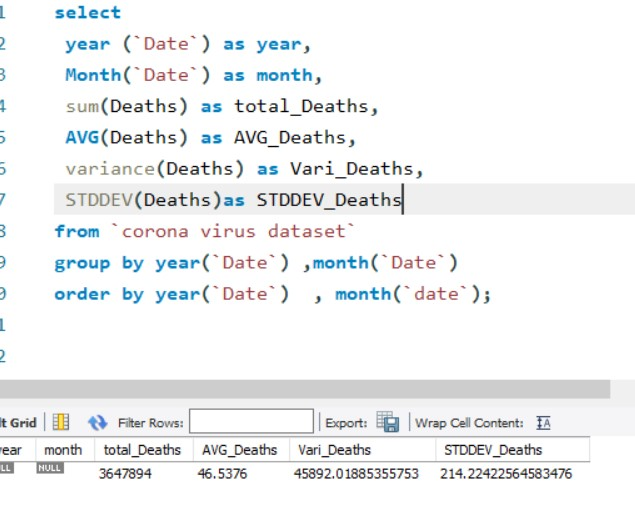 1 select
2 year (`Date`) as year,
3 Month(`Date`) as month,
4 sum(Deaths) as total_Deaths,
5 AVG(Deaths) as AVG_Deaths,
6 variance(Deaths) as Vari_Deaths,
7 STDDEV(Deaths)as STDDEV_Deaths
8 from `corona virus dataset`
9 group by year(`Date`) ,month(`Date`)
0 order by year(`Date`)  , month(`date`);
1
2
lt Grid Filter Rows: Export: Wrap Cell Content: IA
ear month total_Deaths AVG_Deaths Vari_Deaths STDDEV_Deaths
LL NULL 3647894 46.5376 45892.01885355753 214.22422564583476